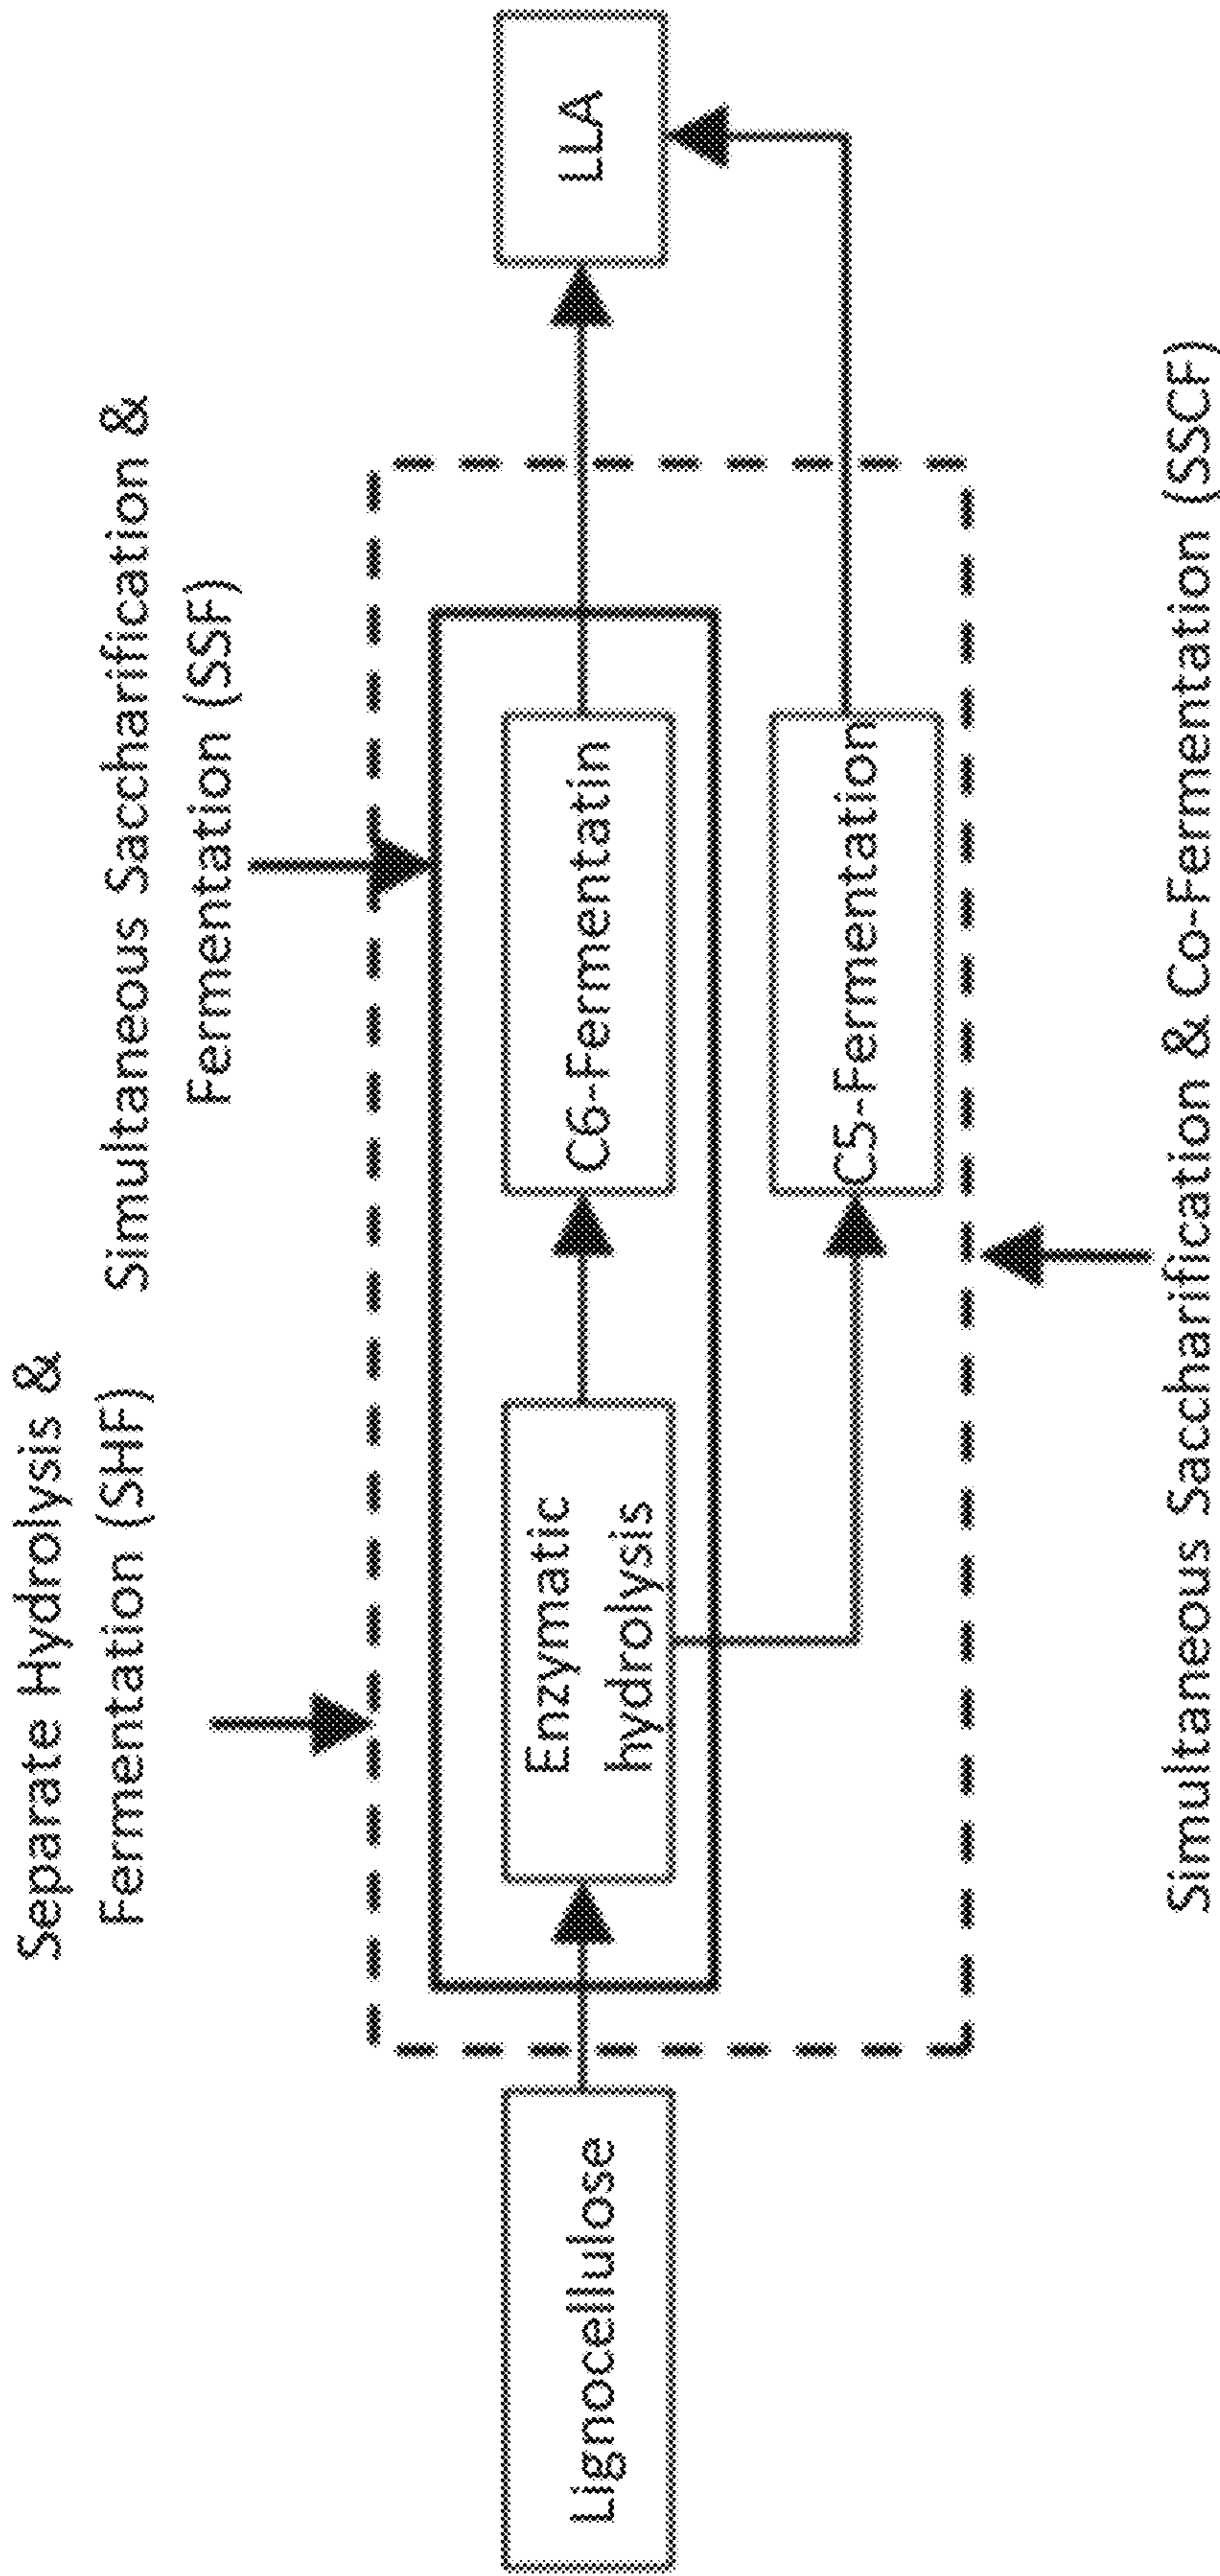 Separate Hydrolysis &
Fermentation (SHF)
Simultaneous Saccharification &
Fermentation (SSF)
Lignocellulose
Enzymatic
hydrolysis
C6-Fermentatin
LLA
C5-Fermentation
Simultaneous Saccharification & Co-Fermentation (SSCF)